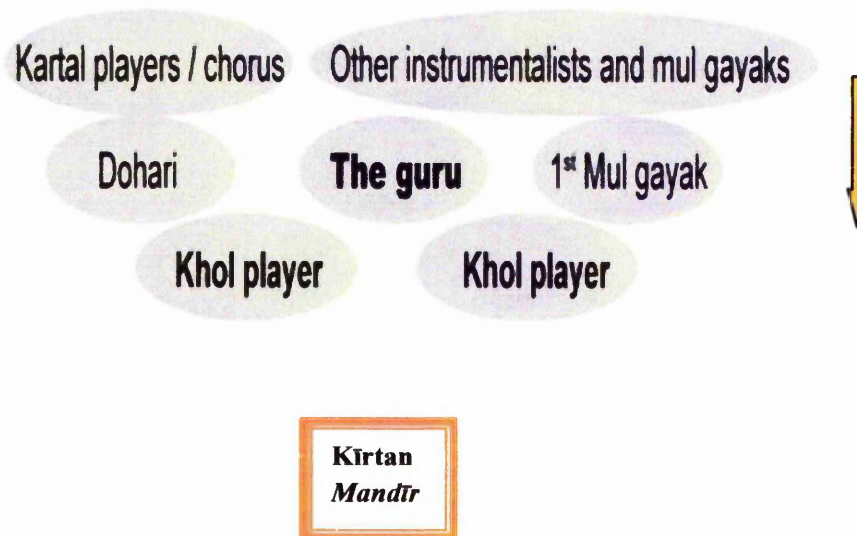 Kartal players / chorus
Other instrumentalists and mul gayaks
Dohari
The guru
1st Mul gayak
Khol player
Khol player
Kīrtan
Mandīr